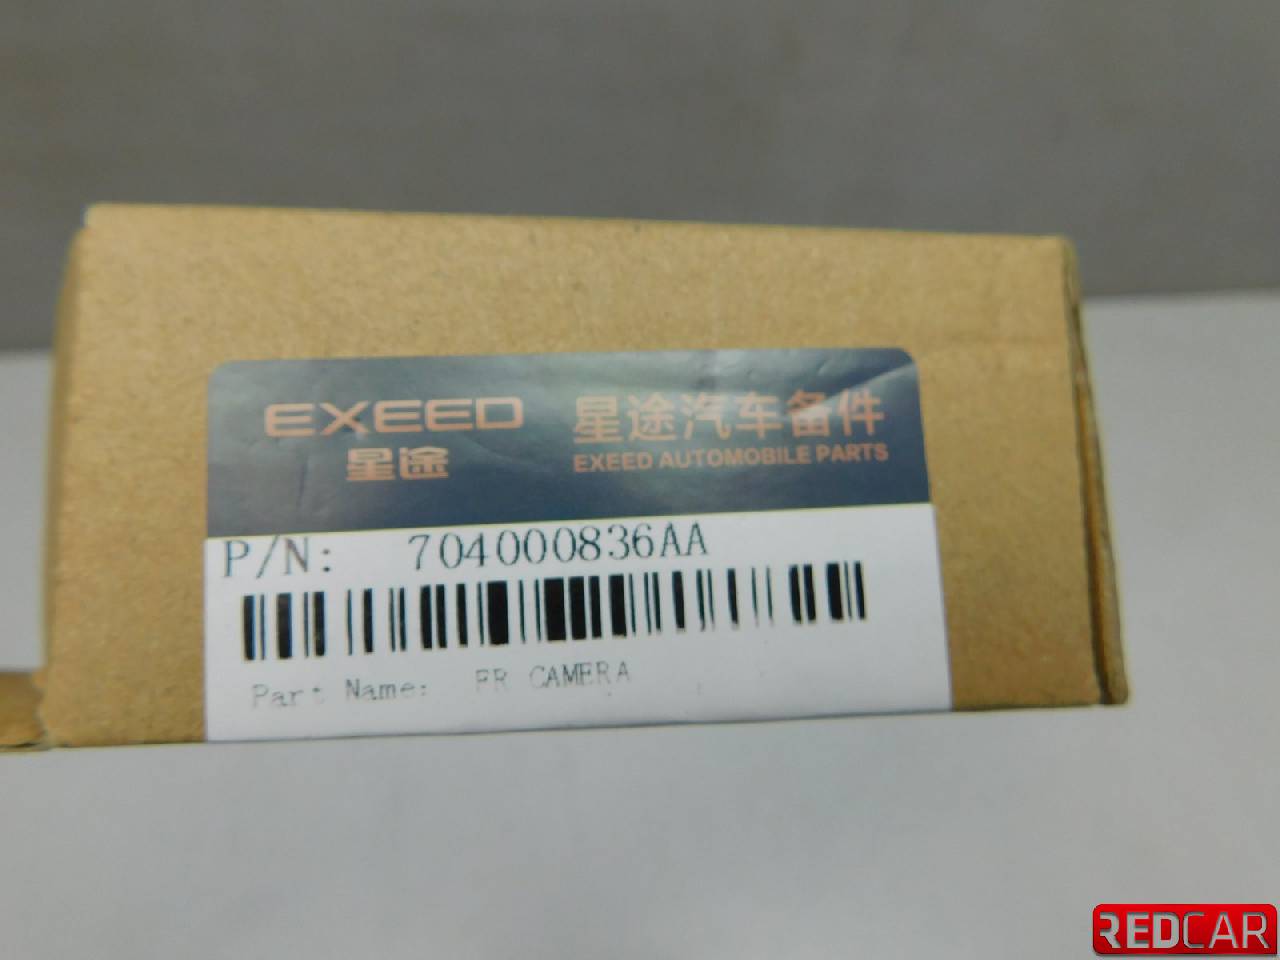 EXEED
星途
星途汽车备件
EXEED AUTOMOBILE PARTS
P/N: 704000836AA
Part Name: FR CAMERA
REDCAR